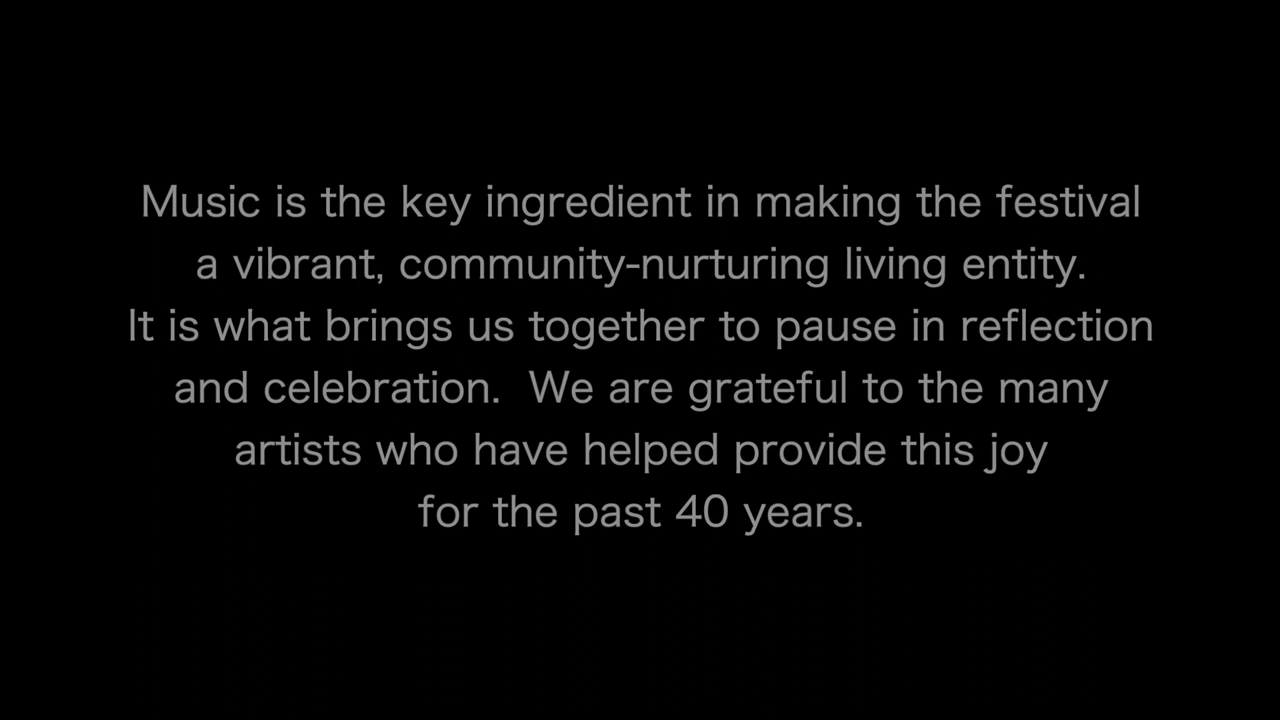 Music is the key ingredient in making the festival
a vibrant, community-nurturing living entity.
It is what brings us together to pause in reflection
and celebration.  We are grateful to the many
artists who have helped provide this joy
for the past 40 years.